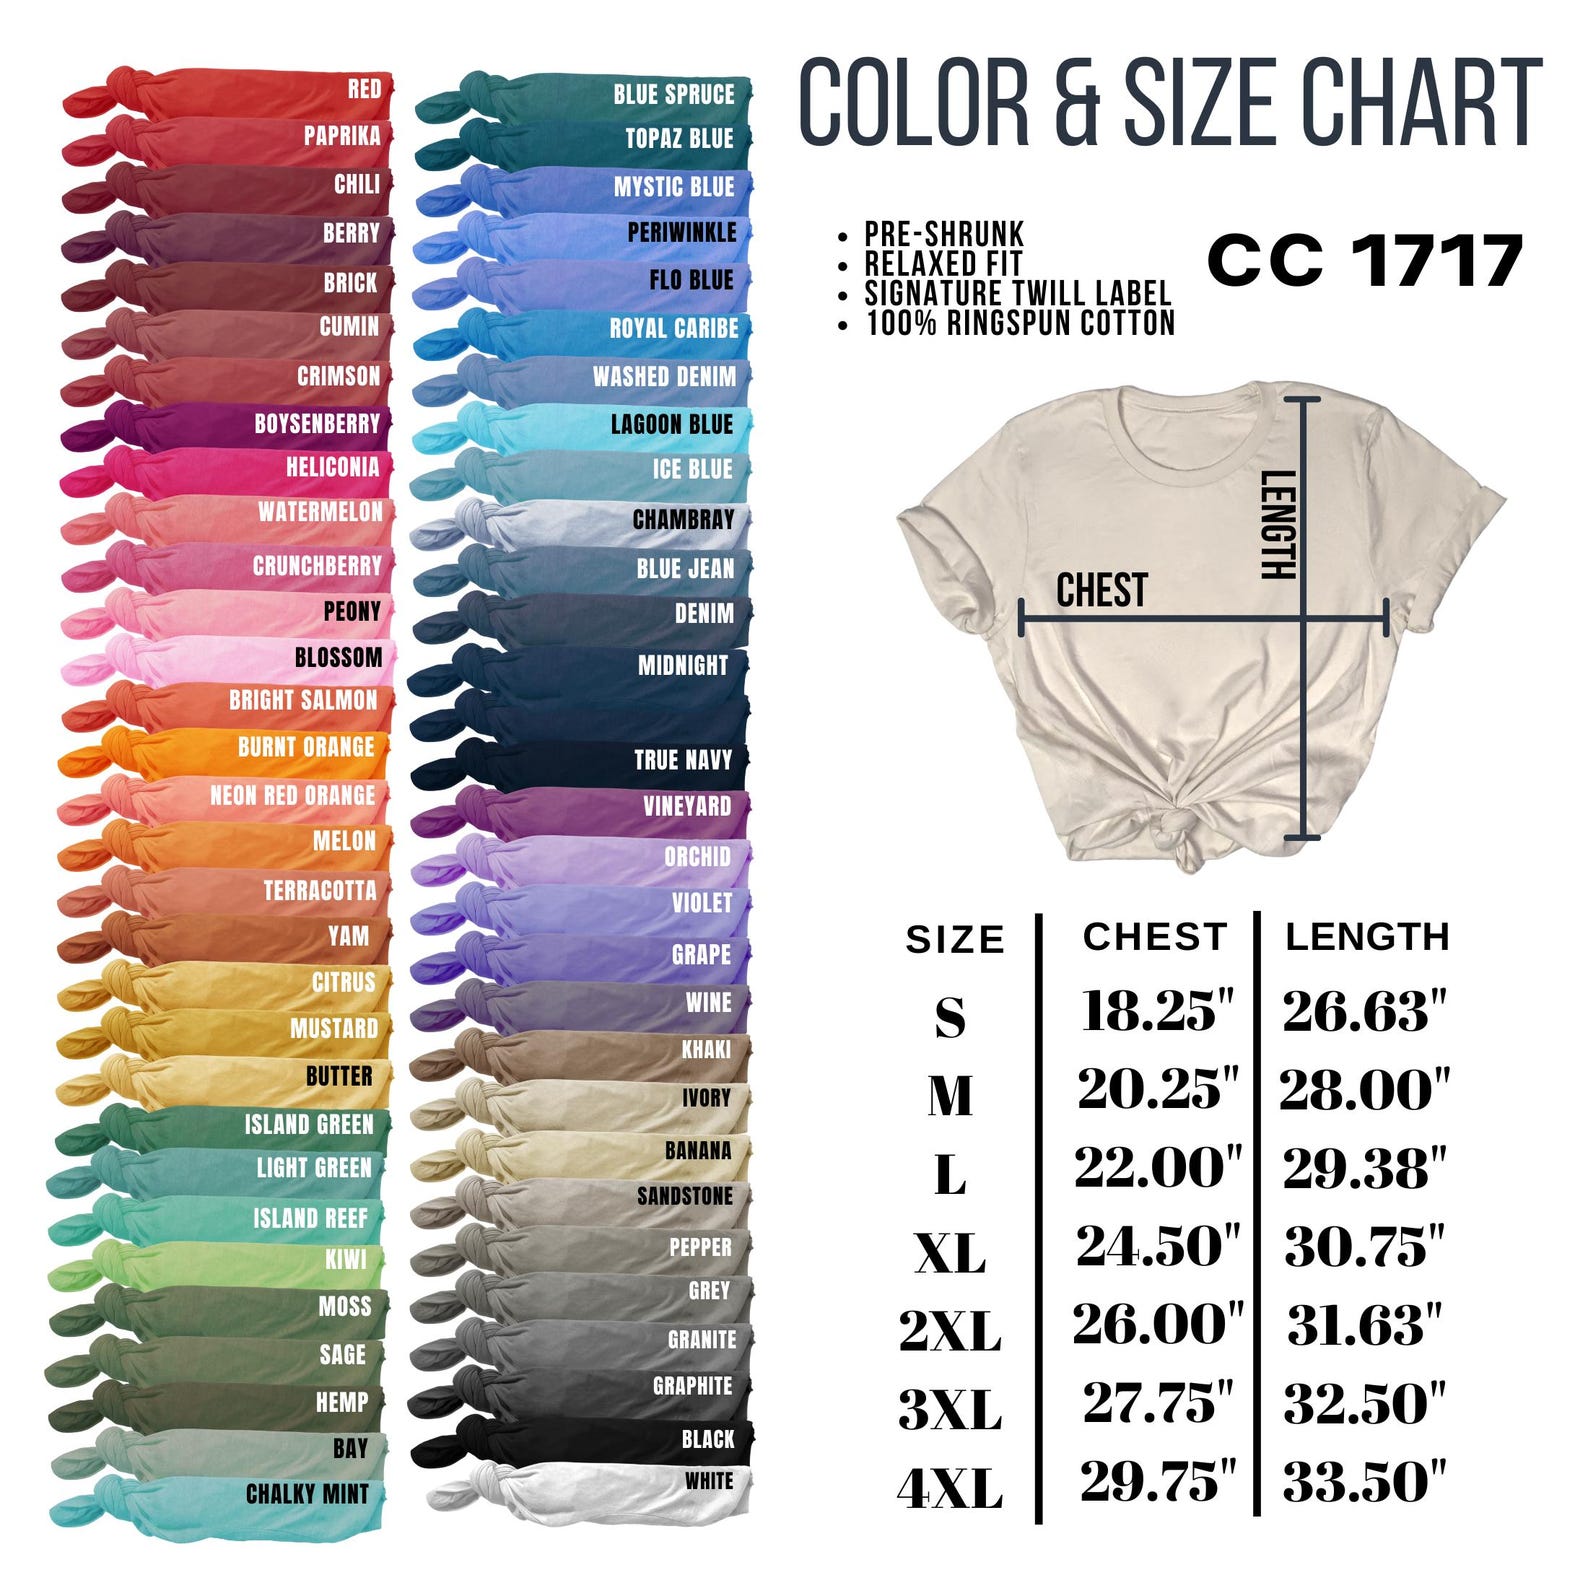 COLOR & SIZE CHART
• PRE-SHRUNK
• RELAXED FIT
• SIGNATURE TWILL LABEL
• 100% RINGSPUN COTTON
CC 1717
RED
PAPRIKA
CHILI
BERRY
BRICK
CUMIN
CRIMSON
BOYSENBERRY
HELICONIA
WATERMELON
CRUNCHBERRY
PEONY
BLOSSOM
BRIGHT SALMON
BURNT ORANGE
NEON RED ORANGE
MELON
TERRACOTTA
YAM
CITRUS
MUSTARD
BUTTER
ISLAND GREEN
LIGHT GREEN
ISLAND REEF
KIWI
MOSS
SAGE
HEMP
BAY
CHALKY MINT
BLUE SPRUCE
TOPAZ BLUE
MYSTIC BLUE
PERIWINKLE
FLO BLUE
ROYAL CARIBE
WASHED DENIM
LAGOON BLUE
ICE BLUE
CHAMBRAY
BLUE JEAN
DENIM
MIDNIGHT
TRUE NAVY
VINEYARD
ORCHID
VIOLET
GRAPE
WINE
KHAKI
IVORY
BANANA
SANDSTONE
PEPPER
GREY
GRANITE
GRAPHITE
BLACK
WHITE
LENGTH
CHEST
SIZE CHEST LENGTH
S 18.25" 26.63"
M 20.25" 28.00"
L 22.00" 29.38"
XL 24.50" 30.75"
2XL 26.00" 31.63"
3XL 27.75" 32.50"
4XL 29.75" 33.50"